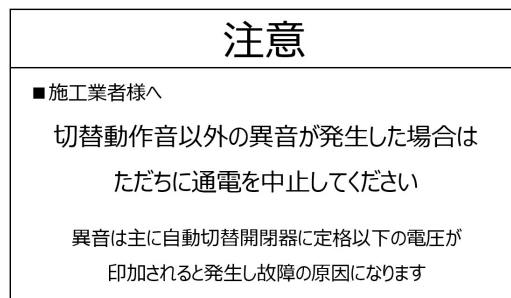 注意
■施工業者様へ
切替動作音以外の異音が発生した場合は
ただちに通電を中止してください
異音は主に自動切替開閉器に定格以下の電圧が
印加されると発生し故障の原因になります